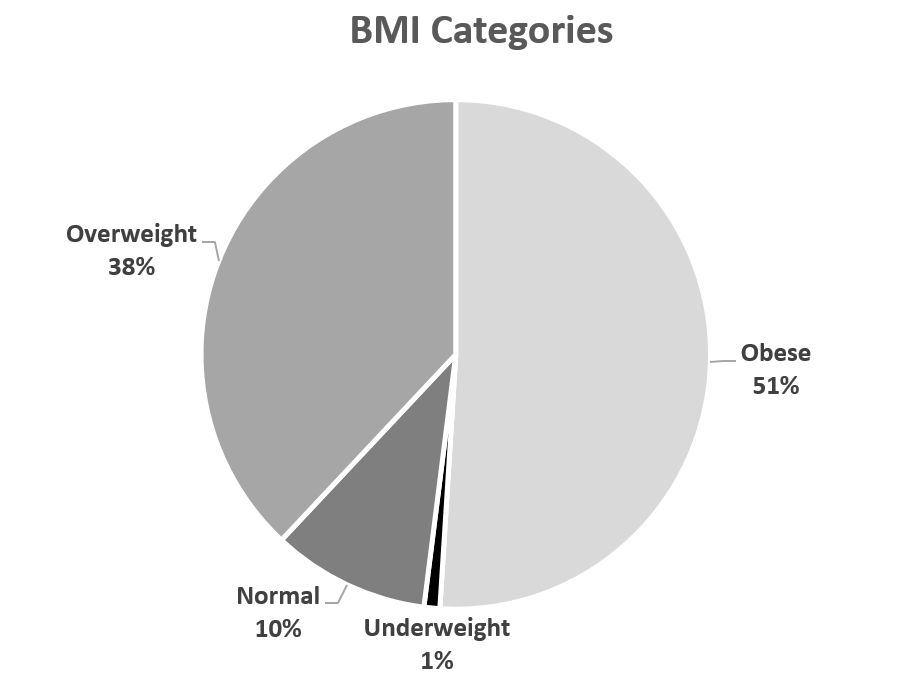 BMI Categories
Overweight
38%
Obese
51%
Normal
10%
Underweight
1%